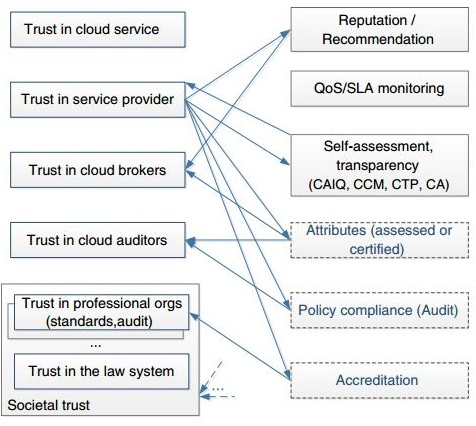 Trust in cloud service
Trust in service provider
Trust in cloud brokers
Trust in cloud auditors
Trust in professional orgs
(standards,audit)
...
Trust in the law system
Societal trust
...
Reputation /
Recommendation
QoS/SLA monitoring
Self-assessment,
transparency
(CAIQ, CCM, CTP, CA)
Attributes (assessed or
certified)
Policy compliance (Audit)
Accreditation